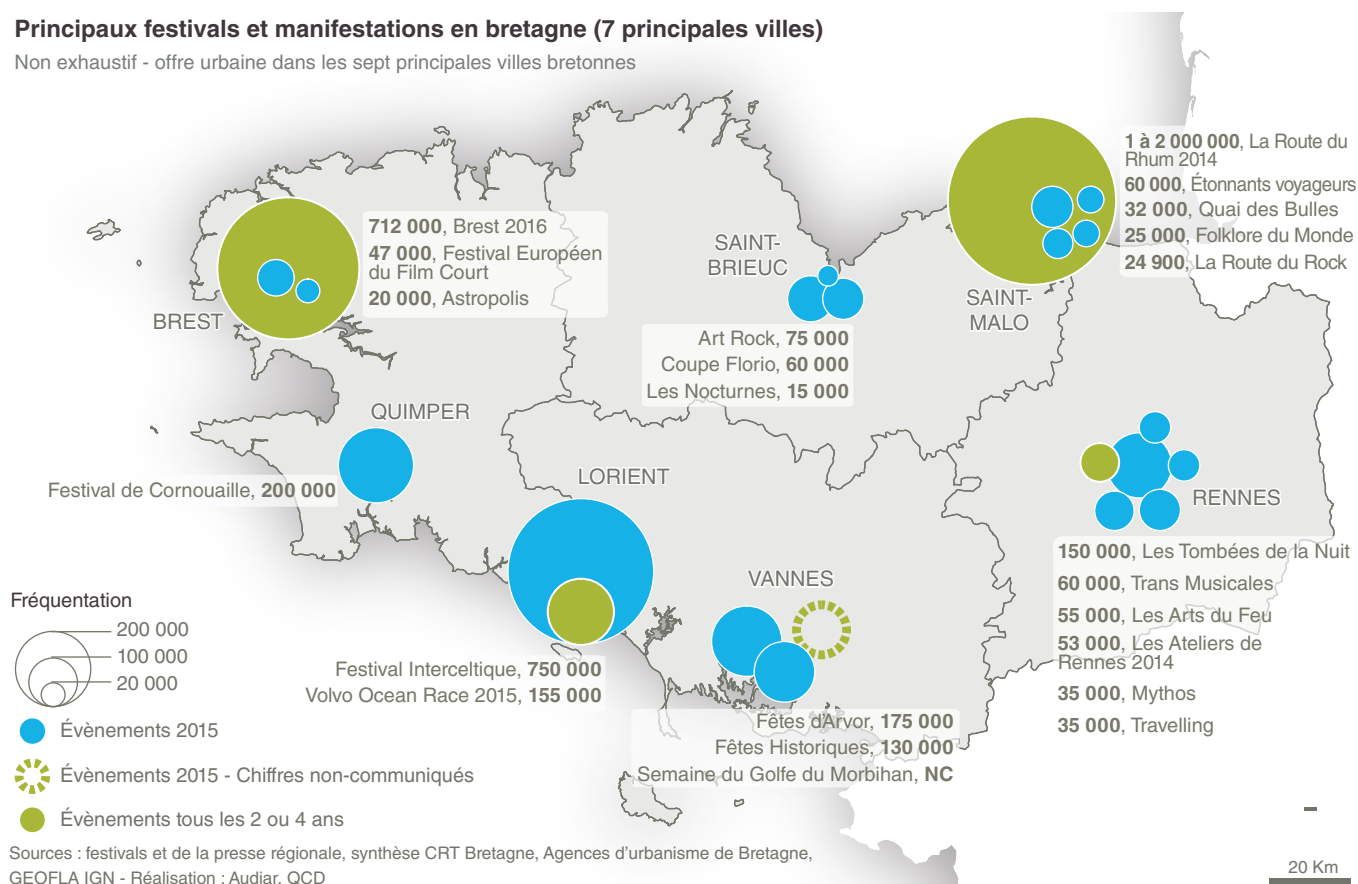 Principaux festivals et manifestations en bretagne (7 principales villes)
Non exhaustif - offre urbaine dans les sept principales villes bretonnes
1 à 2 000 000, La Route du
Rhum 2014
60 000, Étonnants voyageurs
32 000, Quai des Bulles
25 000, Folklore du Monde
24 900, La Route du Rock
SAINT-
MALO
712 000, Brest 2016
47 000, Festival Européen
du Film Court
20 000, Astropolis
BREST
SAINT-
BRIEUC
Art Rock, 75 000
Coupe Florio, 60 000
Les Nocturnes, 15 000
QUIMPER
Festival de Cornouaille, 200 000
LORIENT
Festival Interceltique, 750 000
Volvo Ocean Race 2015, 155 000
VANNES
Fêtes d'Arvor, 175 000
Fêtes Historiques, 130 000
Semaine du Golfe du Morbihan, NC
RENNES
150 000, Les Tombées de la Nuit
60 000, Trans Musicales
55 000, Les Arts du Feu
53 000, Les Ateliers de
Rennes 2014
35 000, Mythos
35 000, Travelling
Fréquentation
200 000
100 000
20 000
Évènements 2015
Évènements 2015 - Chiffres non-communiqués
Évènements tous les 2 ou 4 ans
Sources : festivals et de la presse régionale, synthèse CRT Bretagne, Agences d'urbanisme de Bretagne,
GEOFLA IGN - Réalisation : Audiar, QCD
20 Km